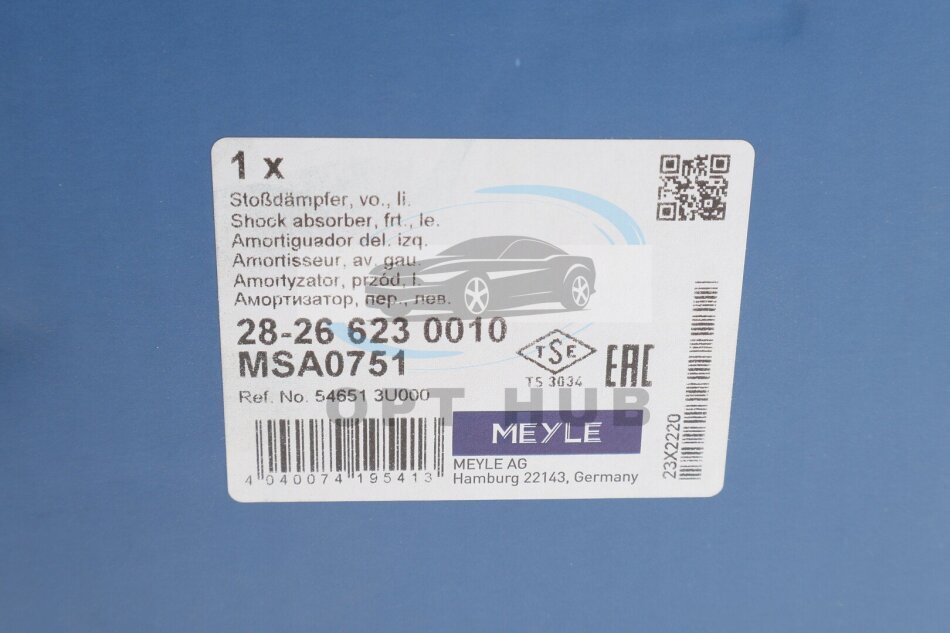 1 x
Stoßdämpfer, vo., li.
Shock absorber, frt., le.
Amortiguador del. izq.
Amortisseur, av. gau.
Amortyzator, przód, l.
Амортизатор, пер., лев.
28-26 623 0010
MSA0751
TSE
TS 3034
EAC
Ref. No. 54651 3U000
OPT HUB
MEYLE
MEYLE AG
Hamburg 22143, Germany
4 040074 195413
23X2220